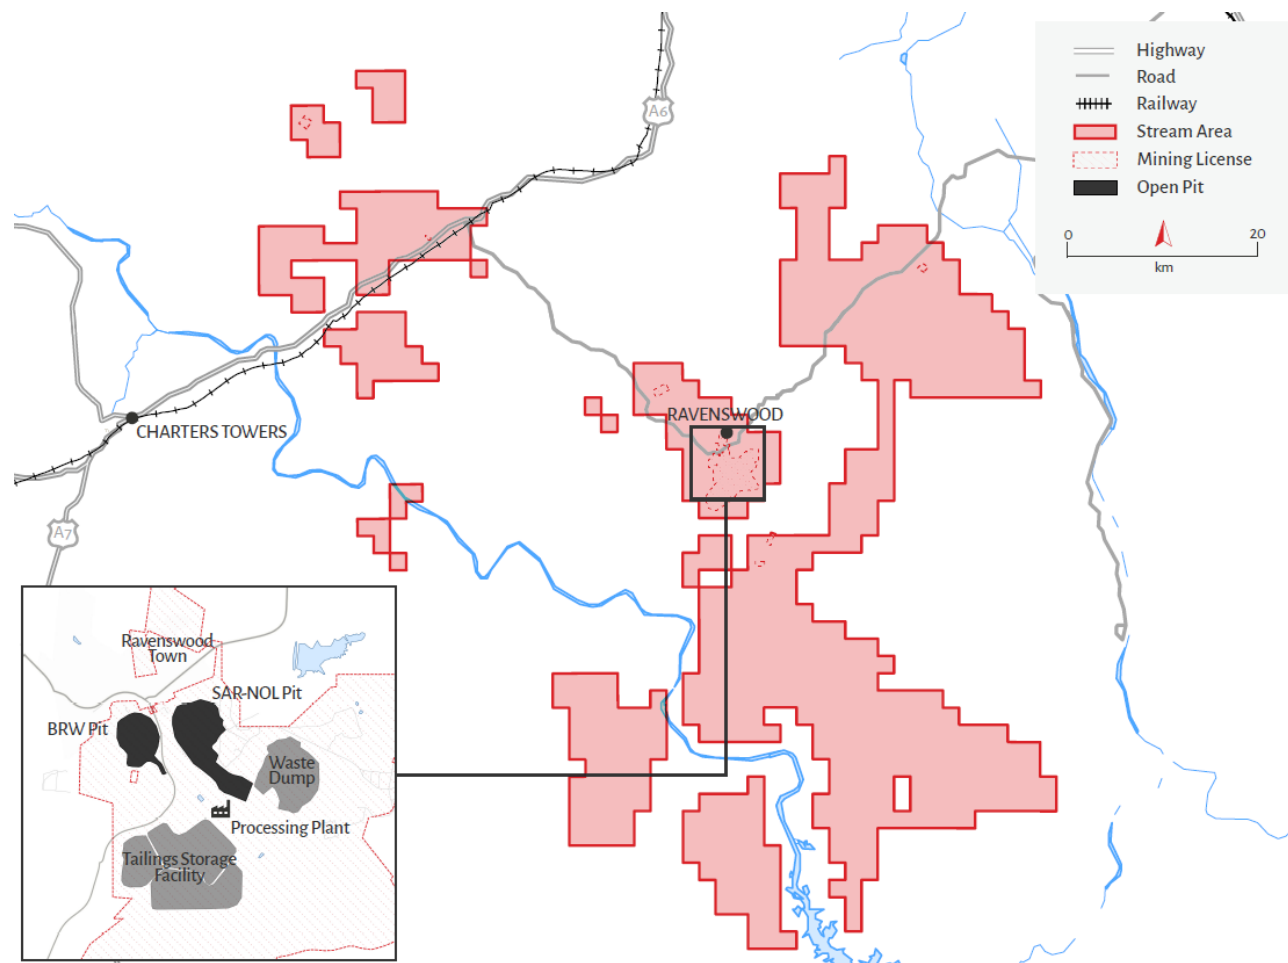 Highway
Road
Railway
Stream Area
Mining License
Open Pit
0
20
km
A6
RAVENSWOOD
CHARTERS TOWERS
A7
Ravenswood
Town
SAR-NOL Pit
BRW Pit
Waste
Dump
Processing Plant
Tailings Storage
Facility